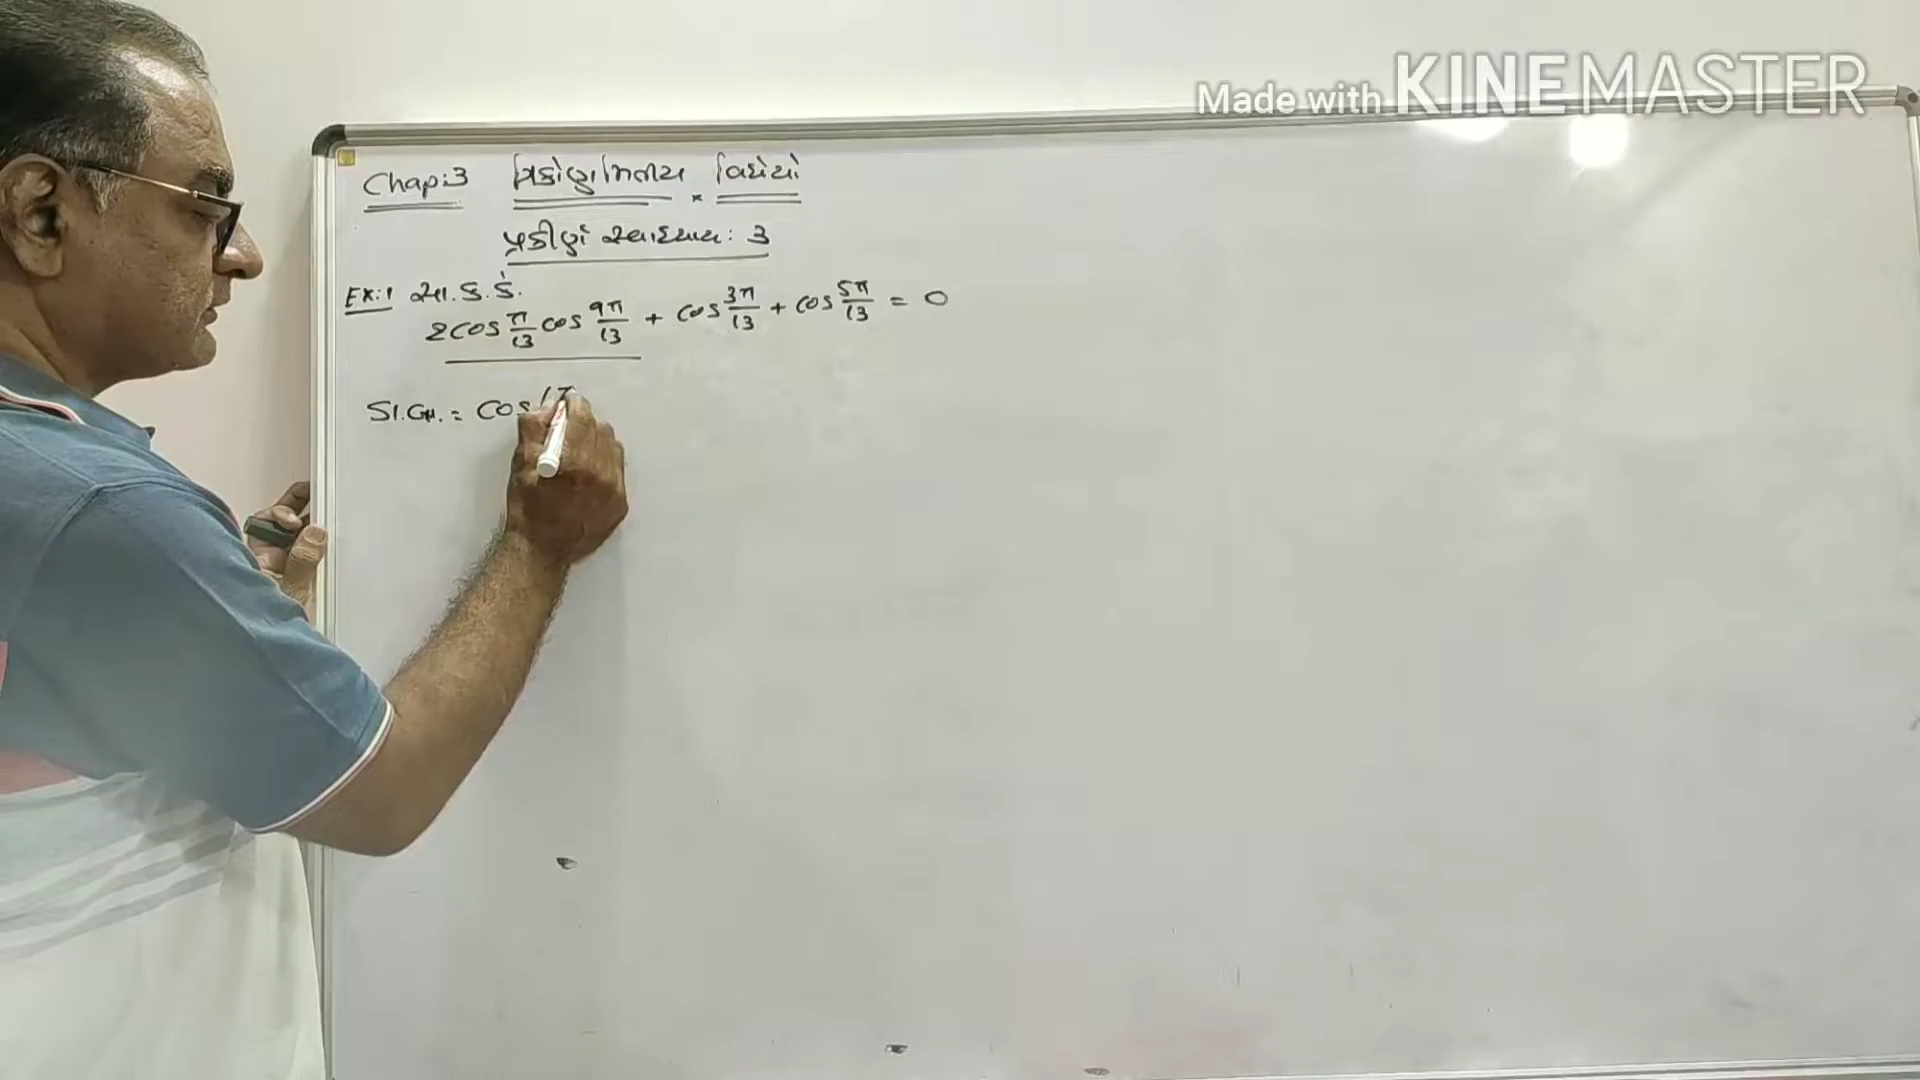 Made with KINEMASTER
Chap:3 ત્રિકોણમિતીય વિધેયો
પ્રકીર્ણ સ્વાધ્યાય : 3
Ex:1 સા.ક.કે.
2cos π/13 cos 9π/13 + cos 3π/13 + cos 5π/13 = 0
ડા.બા. = cos(π